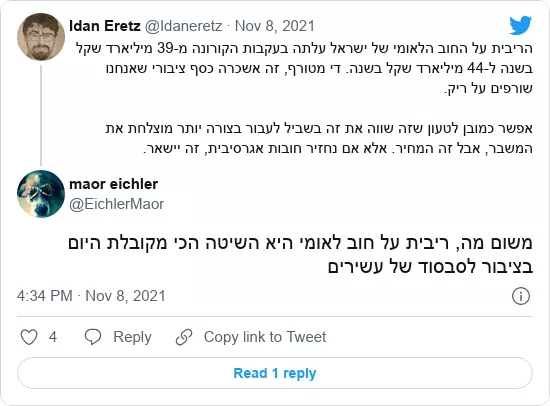 Idan Eretz @Idaneretz · Nov 8, 2021
הריבית על החוב הלאומי של ישראל עלתה בעקבות הקורונה מ-39 מיליארד שקל
בשנה ל-44 מיליארד שקל בשנה. די מטורף, זה אשכרה כסף ציבורי שאנחנו
שורפים על ריק.
אפשר כמובן לטעון שזה שווה את זה בשביל לעבור בצורה יותר מוצלחת את
המשבר, אבל זה המחיר. אלא אם נחזיר חובות אגרסיבית, זה יישאר.
maor eichler
@EichlerMaor
משום מה, ריבית על חוב לאומי היא השיטה הכי מקובלת היום
בציבור לסבסוד של עשירים
4:34 PM · Nov 8, 2021
4 Reply Copy link to Tweet
Read 1 reply